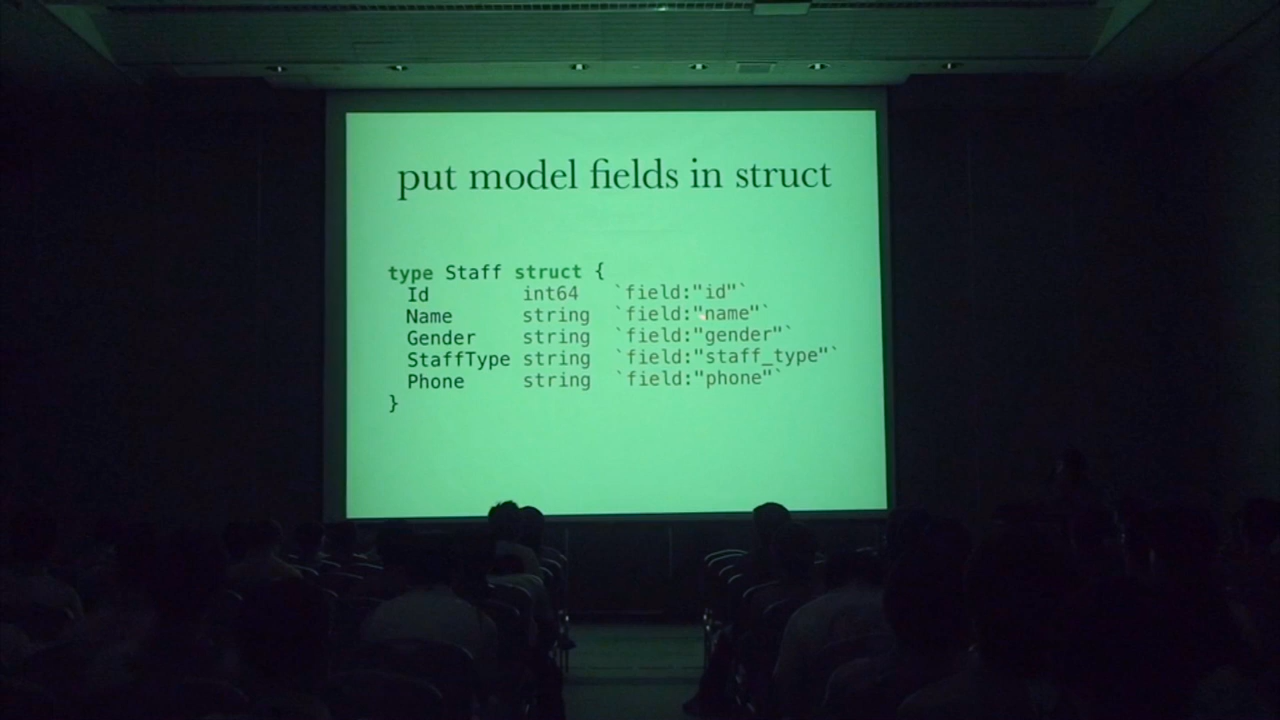 put model fields in struct
type Staff struct {
Id int64 `field:"id"`
Name string `field:"name"`
Gender string `field:"gender"`
StaffType string `field:"staff_type"`
Phone string `field:"phone"`
}